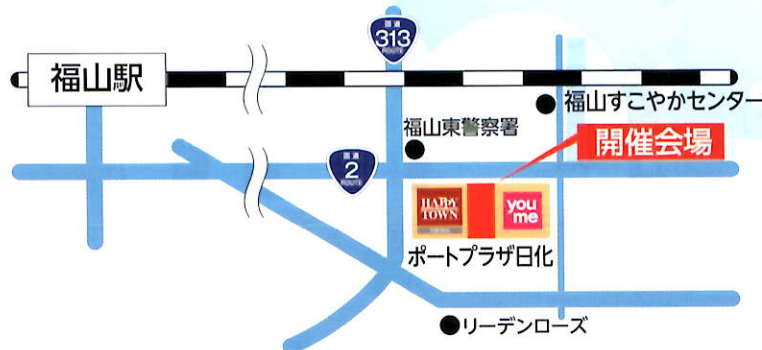 国道
313
ROUTE
福山駅
福山すこやかセンター
福山東警察署
開催会場
国道
2
ROUTE
HAPPY
TOWN
you
me
ポートプラザ日化
リーデンローズ